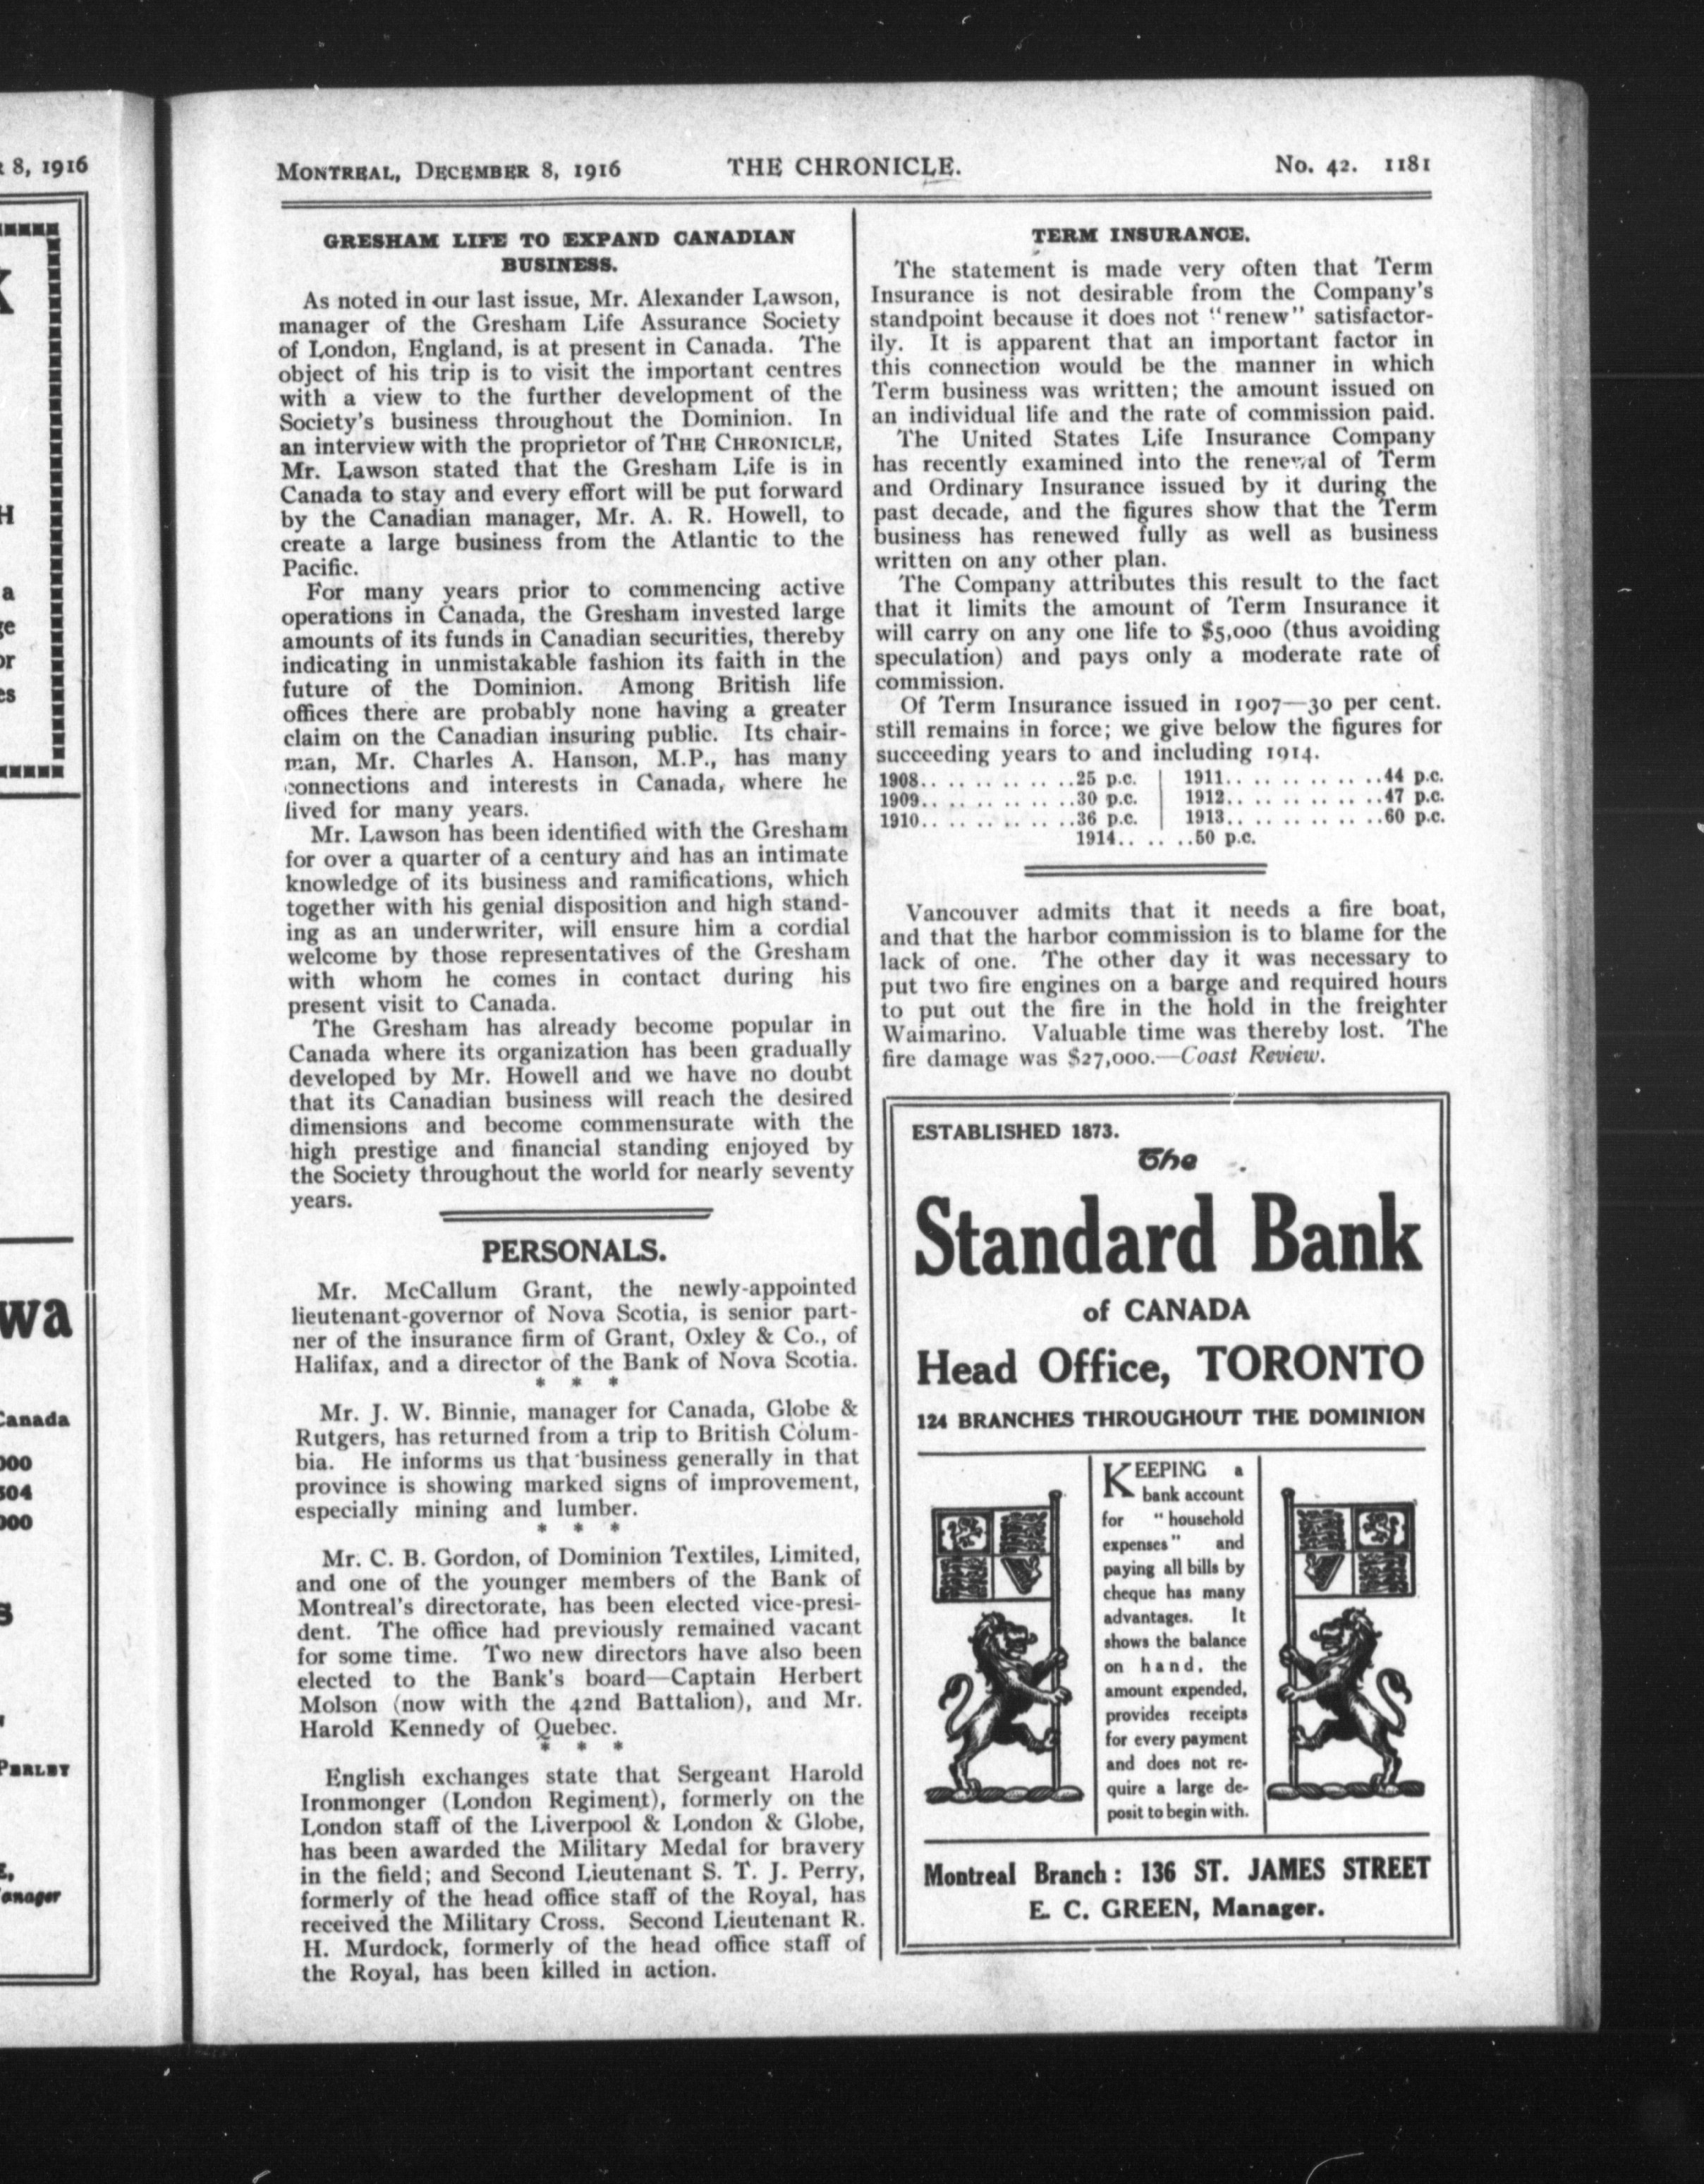 R 8, 1916
K
H
a
ge
or
es
wa
Canada
000
504
000
S
PERLEY
E,
Manager
MONTREAL, DECEMBER 8, 1916 THE CHRONICLE. No. 42. 1181
GRESHAM LIFE TO EXPAND CANADIAN
BUSINESS.
As noted in our last issue, Mr. Alexander Lawson,
manager of the Gresham Life Assurance Society
of London, England, is at present in Canada. The
object of his trip is to visit the important centres
with a view to the further development of the
Society's business throughout the Dominion. In
an interview with the proprietor of THE CHRONICLE,
Mr. Lawson stated that the Gresham Life is in
Canada to stay and every effort will be put forward
by the Canadian manager, Mr. A. R. Howell, to
create a large business from the Atlantic to the
Pacific.
For many years prior to commencing active
operations in Canada, the Gresham invested large
amounts of its funds in Canadian securities, thereby
indicating in unmistakable fashion its faith in the
future of the Dominion. Among British life
offices there are probably none having a greater
claim on the Canadian insuring public. Its chair-
man, Mr. Charles A. Hanson, M.P., has many
connections and interests in Canada, where he
lived for many years.
Mr. Lawson has been identified with the Gresham
for over a quarter of a century and has an intimate
knowledge of its business and ramifications, which
together with his genial disposition and high stand-
ing as an underwriter, will ensure him a cordial
welcome by those representatives of the Gresham
with whom he comes in contact during his
present visit to Canada.
The Gresham has already become popular in
Canada where its organization has been gradually
developed by Mr. Howell and we have no doubt
that its Canadian business will reach the desired
dimensions and become commensurate with the
high prestige and financial standing enjoyed by
the Society throughout the world for nearly seventy
years.
PERSONALS.
Mr. McCallum Grant, the newly-appointed
lieutenant-governor of Nova Scotia, is senior part-
ner of the insurance firm of Grant, Oxley & Co., of
Halifax, and a director of the Bank of Nova Scotia.
* * *
Mr. J. W. Binnie, manager for Canada, Globe &
Rutgers, has returned from a trip to British Colum-
bia. He informs us that business generally in that
province is showing marked signs of improvement,
especially mining and lumber.
* * *
Mr. C. B. Gordon, of Dominion Textiles, Limited,
and one of the younger members of the Bank of
Montreal's directorate, has been elected vice-presi-
dent. The office had previously remained vacant
for some time. Two new directors have also been
elected to the Bank's board—Captain Herbert
Molson (now with the 42nd Battalion), and Mr.
Harold Kennedy of Quebec.
* * *
English exchanges state that Sergeant Harold
Ironmonger (London Regiment), formerly on the
London staff of the Liverpool & London & Globe,
has been awarded the Military Medal for bravery
in the field; and Second Lieutenant S. T. J. Perry,
formerly of the head office staff of the Royal, has
received the Military Cross. Second Lieutenant R.
H. Murdock, formerly of the head office staff of
the Royal, has been killed in action.
TERM INSURANCE.
The statement is made very often that Term
Insurance is not desirable from the Company's
standpoint because it does not "renew" satisfactor-
ily. It is apparent that an important factor in
this connection would be the manner in which
Term business was written; the amount issued on
an individual life and the rate of commission paid.
The United States Life Insurance Company
has recently examined into the renewal of Term
and Ordinary Insurance issued by it during the
past decade, and the figures show that the Term
business has renewed fully as well as business
written on any other plan.
The Company attributes this result to the fact
that it limits the amount of Term Insurance it
will carry on any one life to $5,000 (thus avoiding
speculation) and pays only a moderate rate of
commission.
Of Term Insurance issued in 1907—30 per cent.
still remains in force; we give below the figures for
succeeding years to and including 1914.
1908.. .. .. .. .. ..25 p.c. | 1911.. .. .. .. .. ..44 p.c.
1909.. .. .. .. .. ..30 p.c. | 1912.. .. .. .. .. ..47 p.c.
1910.. .. .. .. .. ..36 p.c. | 1913.. .. .. .. .. ..60 p.c.
1914.. .. ..50 p.c.
Vancouver admits that it needs a fire boat,
and that the harbor commission is to blame for the
lack of one. The other day it was necessary to
put two fire engines on a barge and required hours
to put out the fire in the hold in the freighter
Waimarino. Valuable time was thereby lost. The
fire damage was $27,000.—Coast Review.
ESTABLISHED 1873.
The
Standard Bank
of CANADA
Head Office, TORONTO
124 BRANCHES THROUGHOUT THE DOMINION
KEEPING a
bank account
for "household
expenses" and
paying all bills by
cheque has many
advantages. It
shows the balance
on hand, the
amount expended,
provides receipts
for every payment
and does not re-
quire a large de-
posit to begin with.
Montreal Branch: 136 ST. JAMES STREET
E. C. GREEN, Manager.